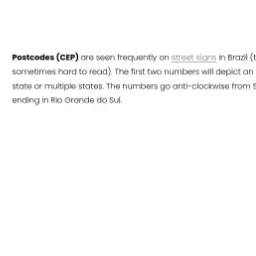 Postcodes (CEP) are seen frequently on street signs in Brazil (t
sometimes hard to read). The first two numbers will depict an
state or multiple states. The numbers go anti-clockwise from S
ending in Rio Grande do Sul.